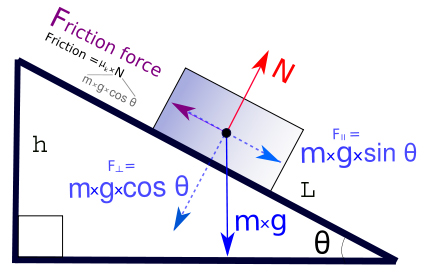 Friction force
Friction =μₖ×N
m×g×cos θ
N
h
F∥=
m×g×sin θ
F⊥=
m×g×cos θ
L
m×g
θ